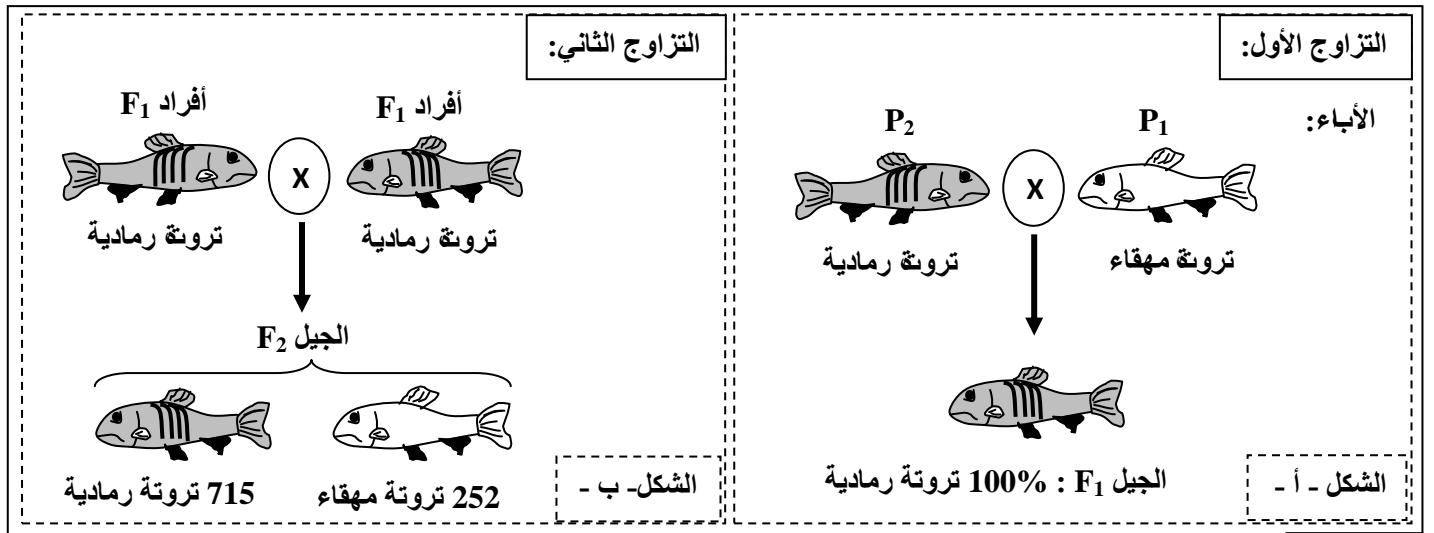 التزاوج الأول:
الأباء:
P1
X
P2
تروتة مهقاء
تروتة رمادية
الجيل F1 : 100% تروتة رمادية
الشكل - أ -
التزاوج الثاني:
أفراد F1
X
أفراد F1
تروتة رمادية
تروتة رمادية
الجيل F2
252 تروتة مهقاء
715 تروتة رمادية
الشكل- ب -